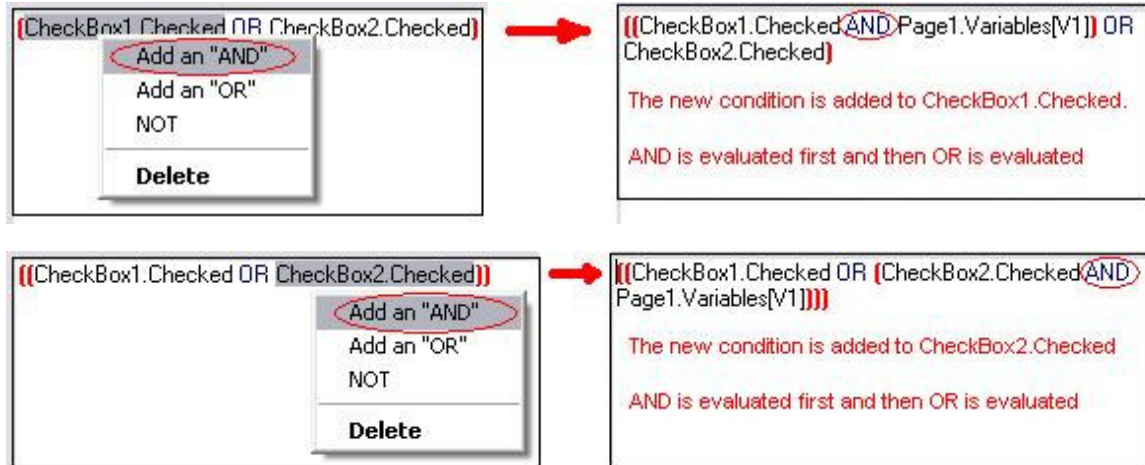 (CheckBox1.Checked OR CheckBox2.Checked)
Add an "AND"
Add an "OR"
NOT
Delete
((CheckBox1.Checked AND Page1.Variables[V1]) OR
CheckBox2.Checked)
The new condition is added to CheckBox1.Checked.
AND is evaluated first and then OR is evaluated
((CheckBox1.Checked OR CheckBox2.Checked))
Add an "AND"
Add an "OR"
NOT
Delete
((CheckBox1.Checked OR (CheckBox2.Checked AND
Page1.Variables[V1])))
The new condition is added to CheckBox2.Checked
AND is evaluated first and then OR is evaluated